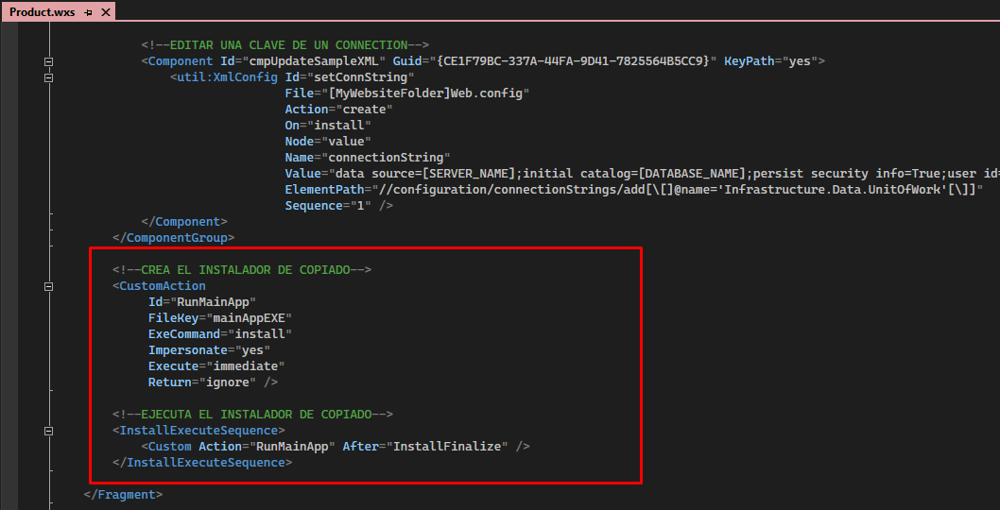 Product.wxs
<!--EDITAR UNA CLAVE DE UN CONNECTION-->
<Component Id="cmpUpdateSampleXML" Guid="{CE1F79BC-337A-44FA-9D41-7825564B5CC9}" KeyPath="yes">
<util:XmlConfig Id="setConnString"
File="[MyWebsiteFolder]Web.config"
Action="create"
On="install"
Node="value"
Name="connectionString"
Value="data source=[SERVER_NAME];initial catalog=[DATABASE_NAME];persist security info=True;user id=
ElementPath="//configuration/connectionStrings/add[\[]@name='Infrastructure.Data.UnitOfWork'[\]]"
Sequence="1" />
</Component>
</ComponentGroup>
<!--CREA EL INSTALADOR DE COPIADO-->
<CustomAction
Id="RunMainApp"
FileKey="mainAppEXE"
ExeCommand="install"
Impersonate="yes"
Execute="immediate"
Return="ignore" />
<!--EJECUTA EL INSTALADOR DE COPIADO-->
<InstallExecuteSequence>
<Custom Action="RunMainApp" After="InstallFinalize" />
</InstallExecuteSequence>
</Fragment>